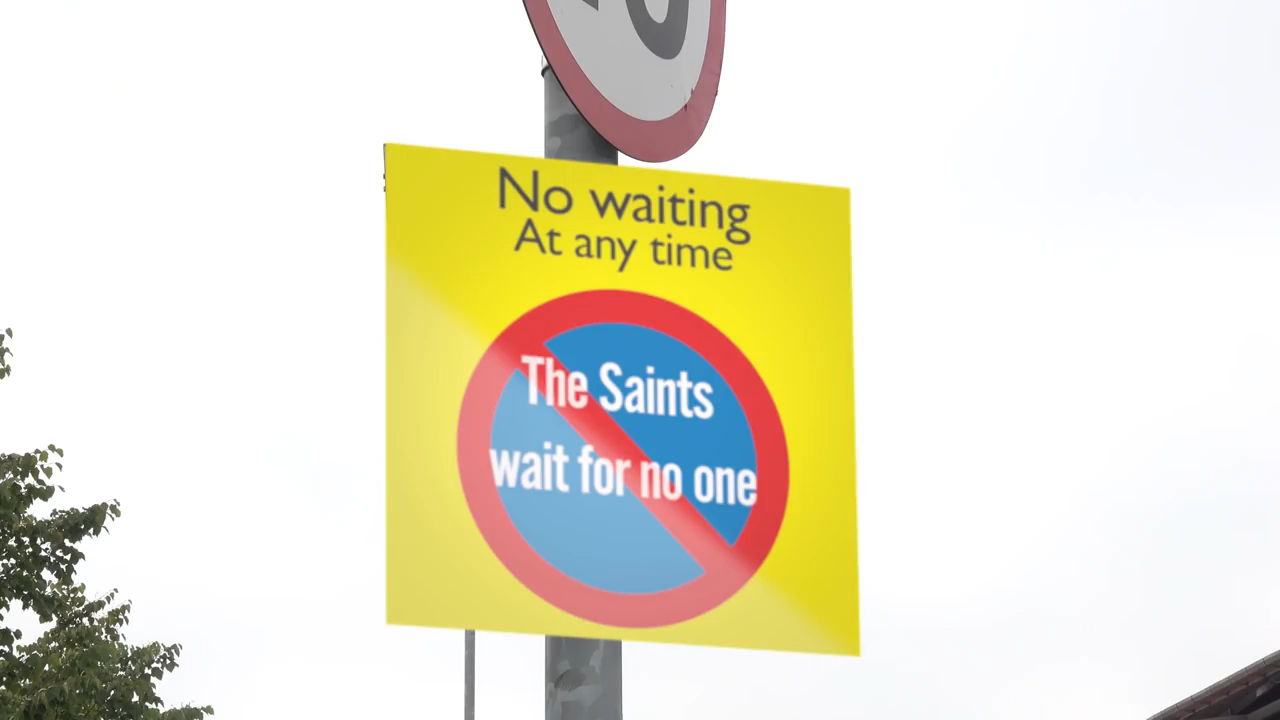 No waiting
At any time
The Saints
wait for no one